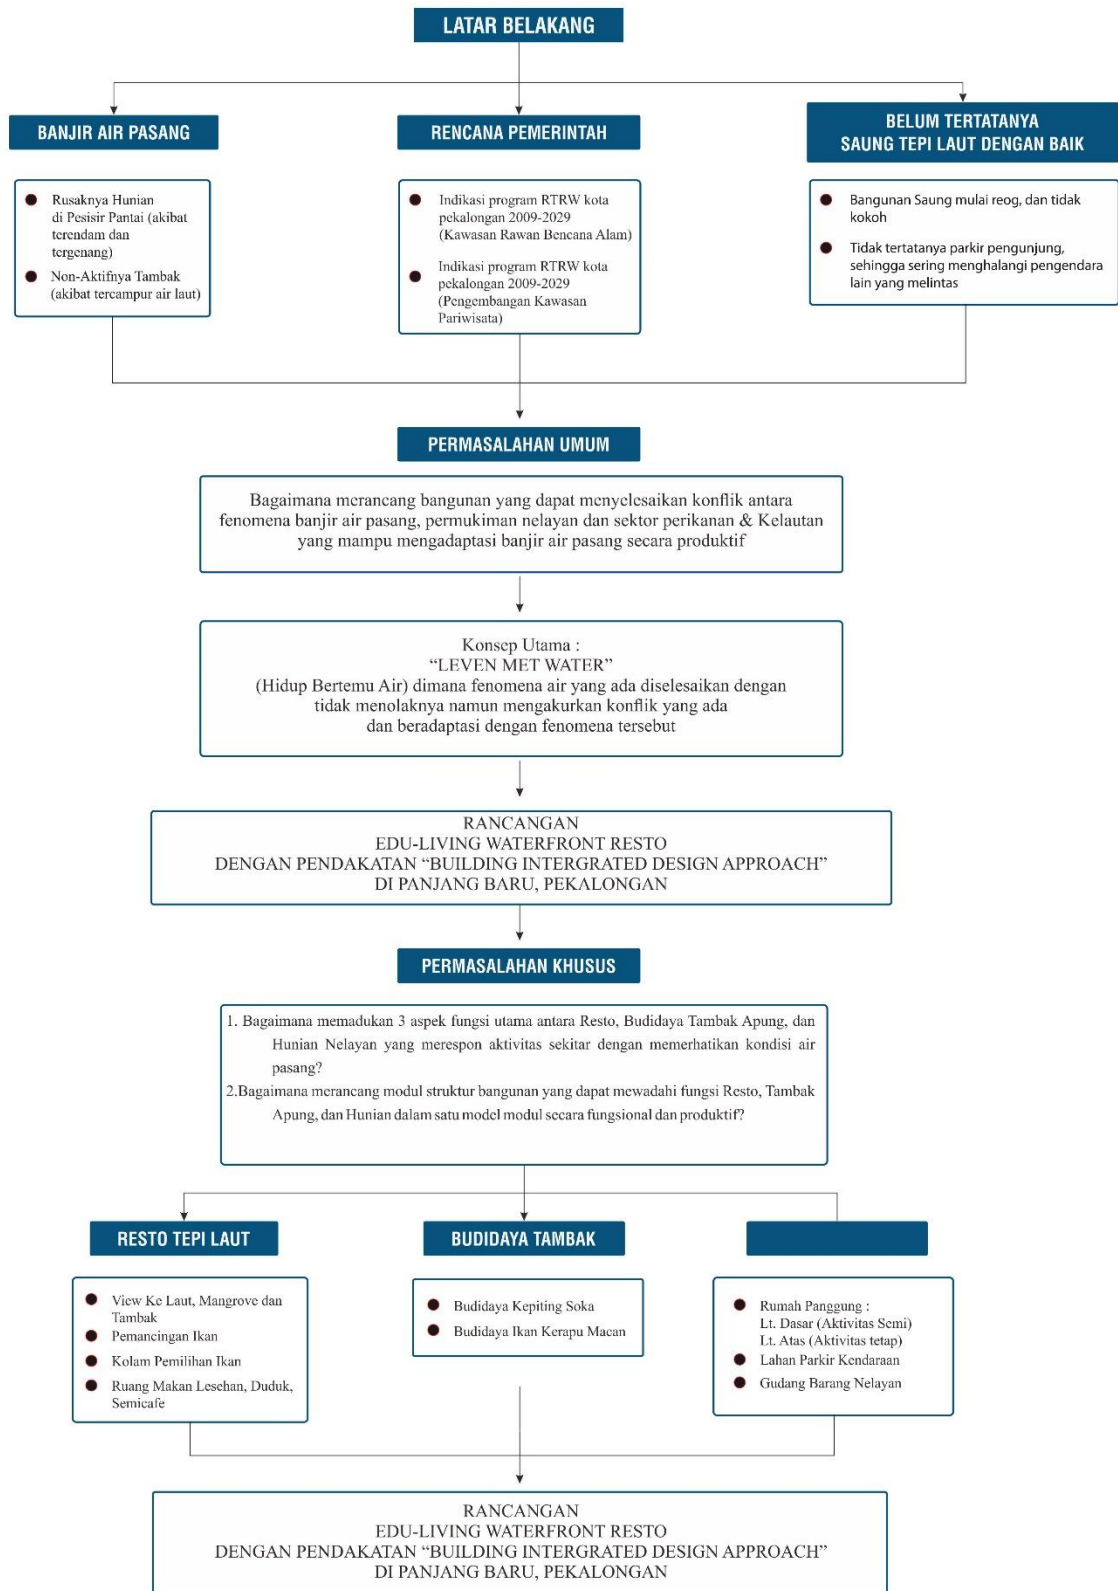 LATAR BELAKANG
BANJIR AIR PASANG
Rusaknya Hunian
di Pesisir Pantai (akibat
terendam dan
tergenang)
Non-Aktifnya Tambak
(akibat tercampur air laut)
RENCANA PEMERINTAH
Indikasi program RTRW kota
pekalongan 2009-2029
(Kawasan Rawan Bencana Alam)
Indikasi program RTRW kota
pekalongan 2009-2029
(Pengembangan Kawasan
Pariwisata)
BELUM TERTATANYA
SAUNG TEPI LAUT DENGAN BAIK
Bangunan Saung mulai reog, dan tidak
kokoh
Tidak tertatanya parkir pengunjung,
sehingga sering menghalangi pengendara
lain yang melintas
PERMASALAHAN UMUM
Bagaimana merancang bangunan yang dapat menyelesaikan konflik antara
fenomena banjir air pasang, permukiman nelayan dan sektor perikanan & Kelautan
yang mampu mengadaptasi banjir air pasang secara produktif
Konsep Utama :
“LEVEN MET WATER”
(Hidup Bertemu Air) dimana fenomena air yang ada diselesaikan dengan
tidak menolaknya namun mengakurkan konflik yang ada
dan beradaptasi dengan fenomena tersebut
RANCANGAN
EDU-LIVING WATERFRONT RESTO
DENGAN PENDAKATAN “BUILDING INTERGRATED DESIGN APPROACH”
DI PANJANG BARU, PEKALONGAN
PERMASALAHAN KHUSUS
1. Bagaimana memadukan 3 aspek fungsi utama antara Resto, Budidaya Tambak Apung, dan
Hunian Nelayan yang merespon aktivitas sekitar dengan memerhatikan kondisi air
pasang?
2.Bagaimana merancang modul struktur bangunan yang dapat mewadahi fungsi Resto, Tambak
Apung, dan Hunian dalam satu model modul secara fungsional dan produktif?
RESTO TEPI LAUT
View Ke Laut, Mangrove dan
Tambak
Pemancingan Ikan
Kolam Pemilihan Ikan
Ruang Makan Lesehan, Duduk,
Semicafe
BUDIDAYA TAMBAK
Budidaya Kepiting Soka
Budidaya Ikan Kerapu Macan
Rumah Panggung :
Lt. Dasar (Aktivitas Semi)
Lt. Atas (Aktivitas tetap)
Lahan Parkir Kendaraan
Gudang Barang Nelayan
RANCANGAN
EDU-LIVING WATERFRONT RESTO
DENGAN PENDAKATAN “BUILDING INTERGRATED DESIGN APPROACH”
DI PANJANG BARU, PEKALONGAN